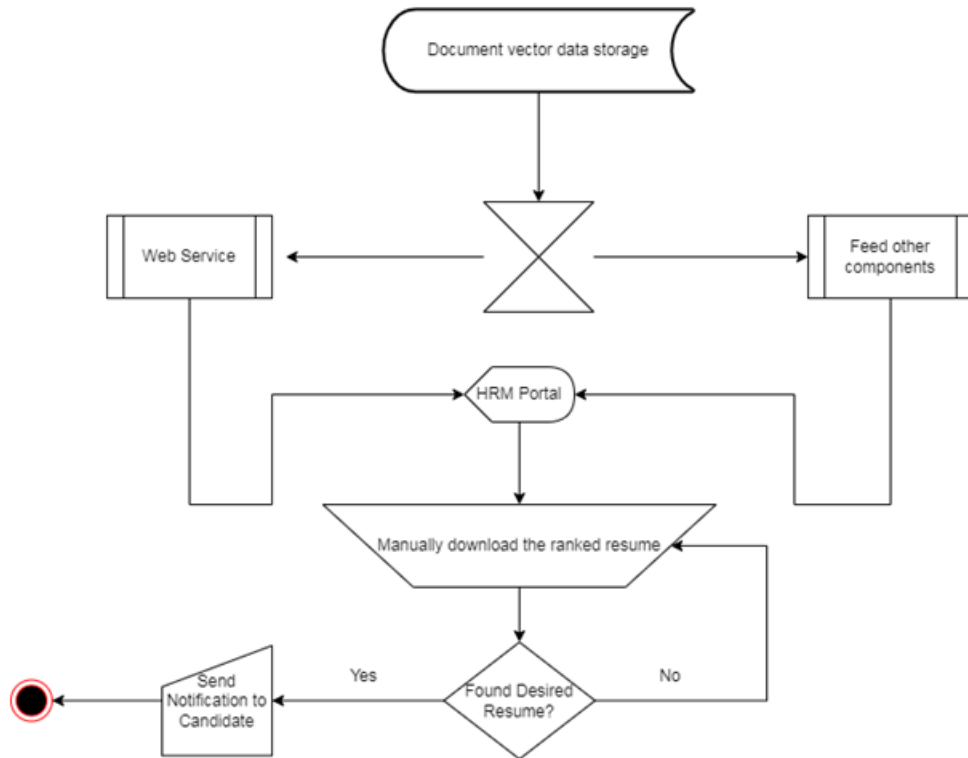 Document vector data storage
Web Service
Feed other
components
HRM Portal
Manually download the ranked resume
Yes
No
Send
Notification to
Candidate
Found Desired
Resume?